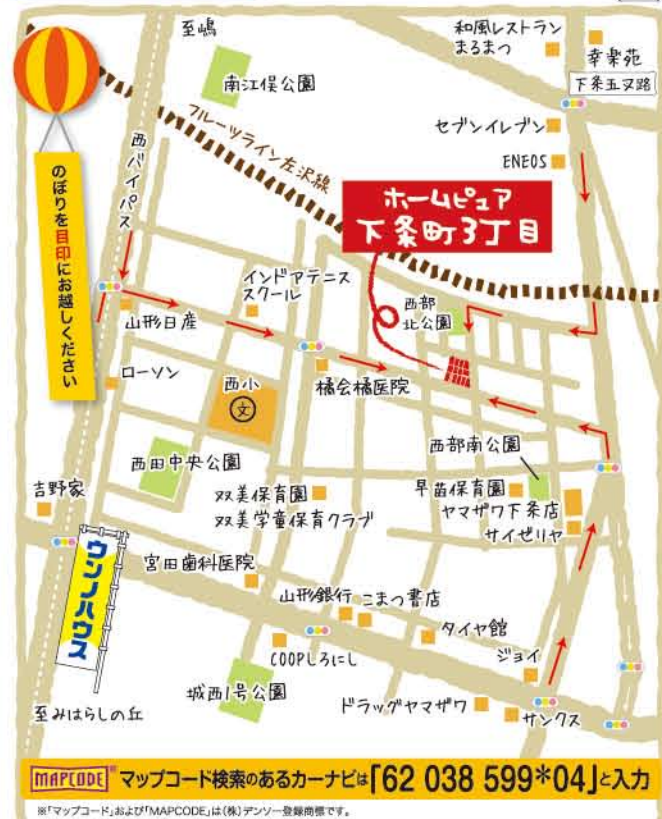 至嶋
南江俣公園
和風レストラン
まるまつ
幸楽苑
下条五叉路
セブンイレブン
ENEOS
フルーツライン左沢線
西バイパス
のぼりを目印にお越しください
ホームピュア
下条町3丁目
インドアテニス
スクール
西部
北公園
山形日産
ローソン
西小
文
橘会橘医院
西田中央公園
西部南公園
吉野家
双美保育園
双美学童保育クラブ
早苗保育園
ヤマザワ下条店
サイゼリヤ
宮田歯科医院
ウンノハウス
山形銀行
こまつ書店
タイヤ館
COOPしろにし
ジョイ
城西1号公園
ドラッグヤマザワ
サンクス
至みはらしの丘
MAPCODE® マップコード検索のあるカーナビは「62 038 599*04」と入力
※「マップコード」および「MAPCODE」は(株)デンソー登録商標です。